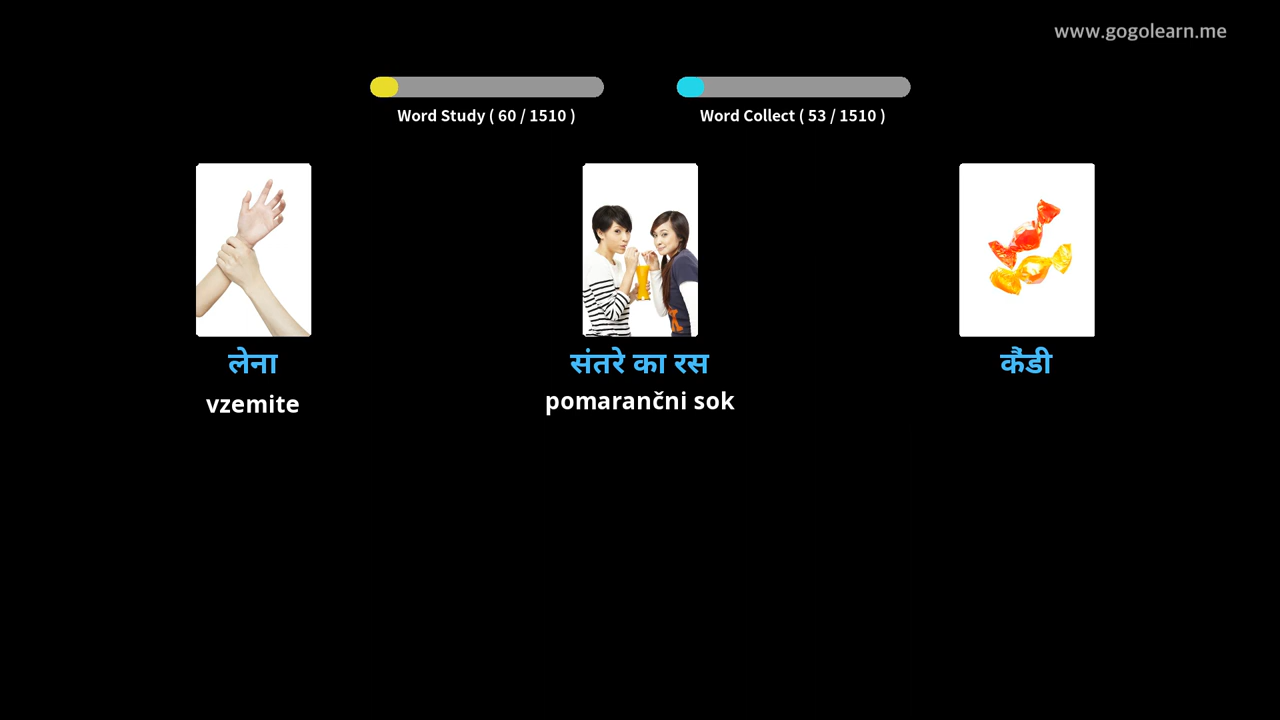 www.gogolearn.me
Word Study ( 60 / 1510 )
Word Collect ( 53 / 1510 )
लेना
संतरे का रस
कैंडी
vzemite
pomarančni sok